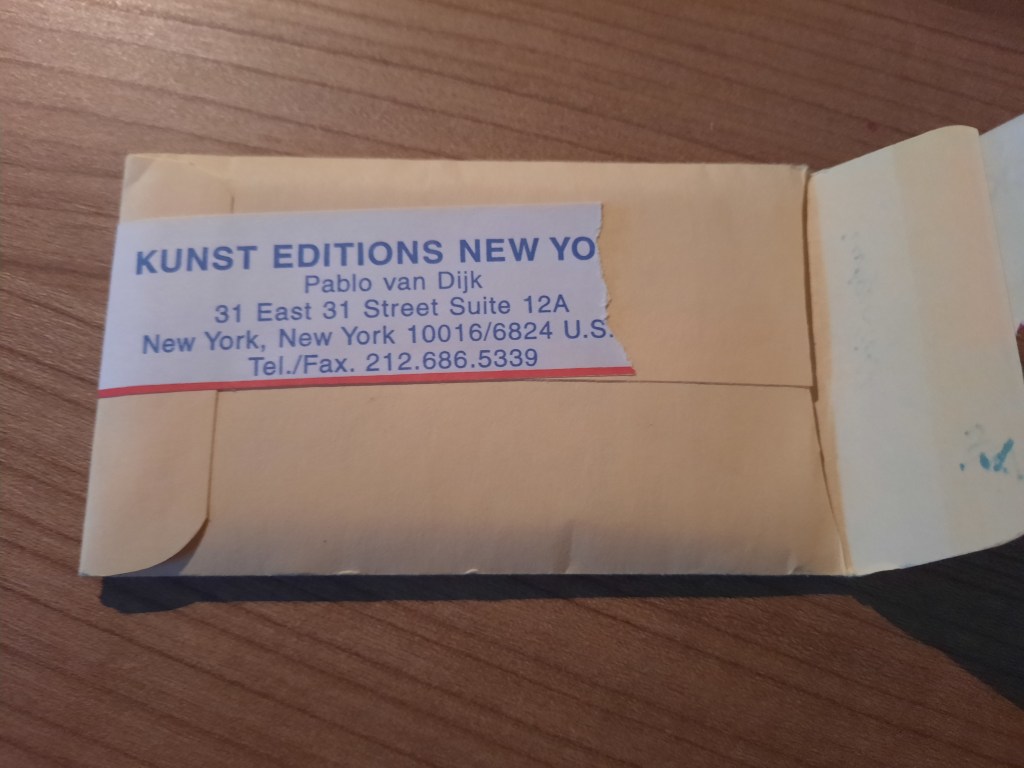 KUNST EDITIONS NEW YO
Pablo van Dijk
31 East 31 Street Suite 12A
New York, New York 10016/6824 U.S.
Tel./Fax. 212.686.5339